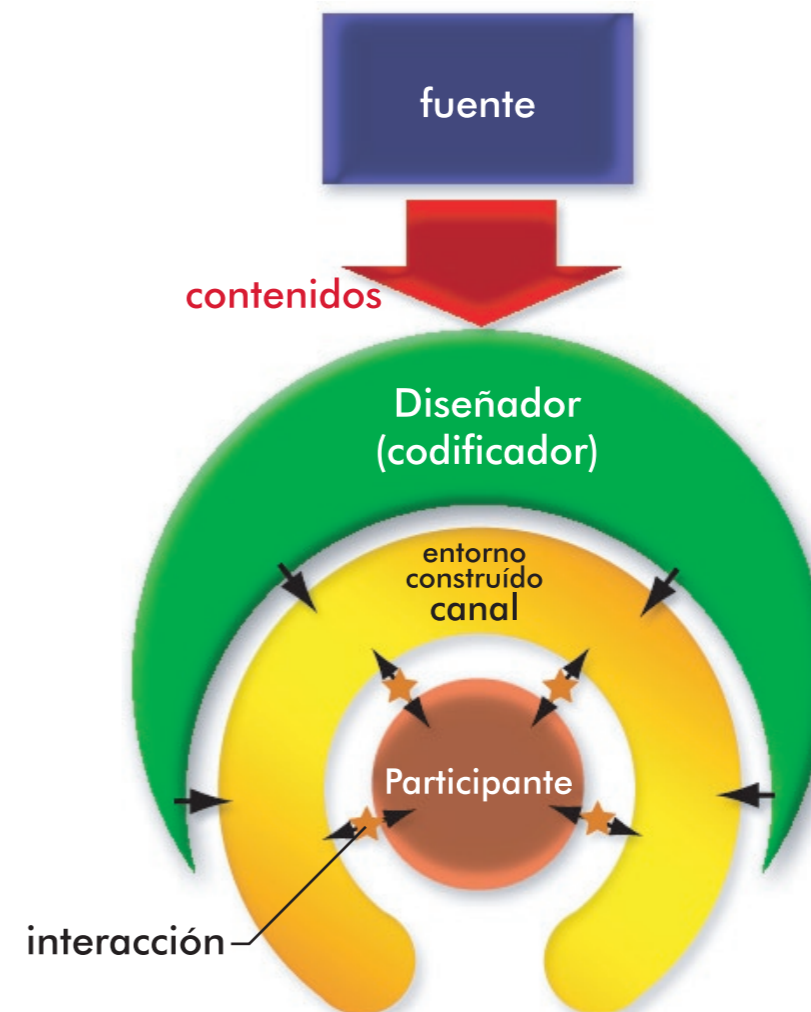 fuente
contenidos
Diseñador
(codificador)
entorno
construído
canal
Participante
interacción